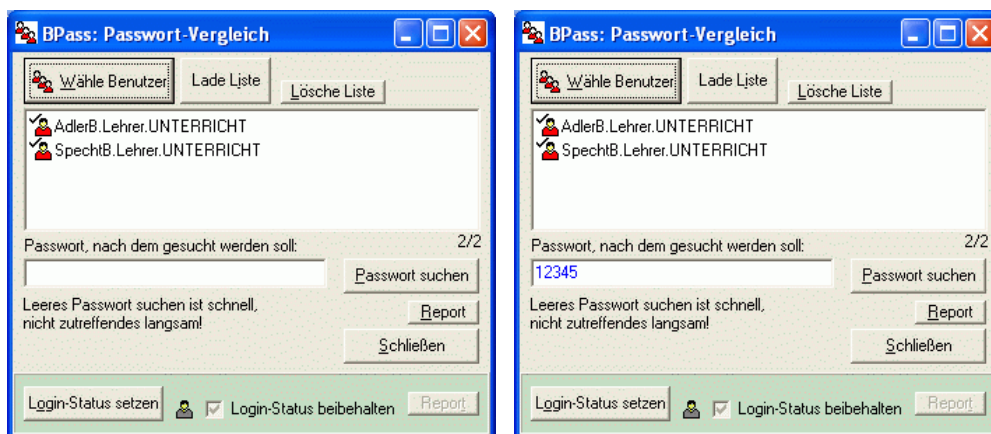 BPass: Passwort-Vergleich
Wähle Benutzer
Lade Liste
Lösche Liste
AdlerB.Lehrer.UNTERRICHT
SpechtB.Lehrer.UNTERRICHT
Passwort, nach dem gesucht werden soll:
2/2
Passwort suchen
Leeres Passwort suchen ist schnell,
nicht zutreffendes langsam!
Report
Schließen
Login-Status setzen
Login-Status beibehalten
Report
BPass: Passwort-Vergleich
Wähle Benutzer
Lade Liste
Lösche Liste
AdlerB.Lehrer.UNTERRICHT
SpechtB.Lehrer.UNTERRICHT
Passwort, nach dem gesucht werden soll:
2/2
12345
Passwort suchen
Leeres Passwort suchen ist schnell,
nicht zutreffendes langsam!
Report
Schließen
Login-Status setzen
Login-Status beibehalten
Report